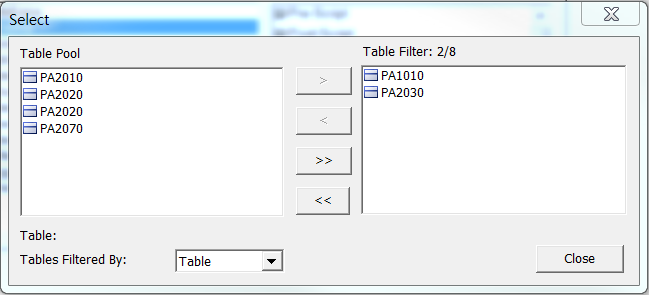 Select
Table Pool
Table Filter: 2/8
PA2010
PA2020
PA2020
PA2070
>
<
>>
<<
PA1010
PA2030
Table:
Tables Filtered By:
Table
Close